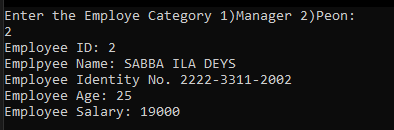 Enter the Employe Category 1)Manager 2)Peon:
2
Employee ID: 2
Emplpyee Name: SABBA ILA DEYS
Employee Identity No. 2222-3311-2002
Employee Age: 25
Employee Salary: 19000